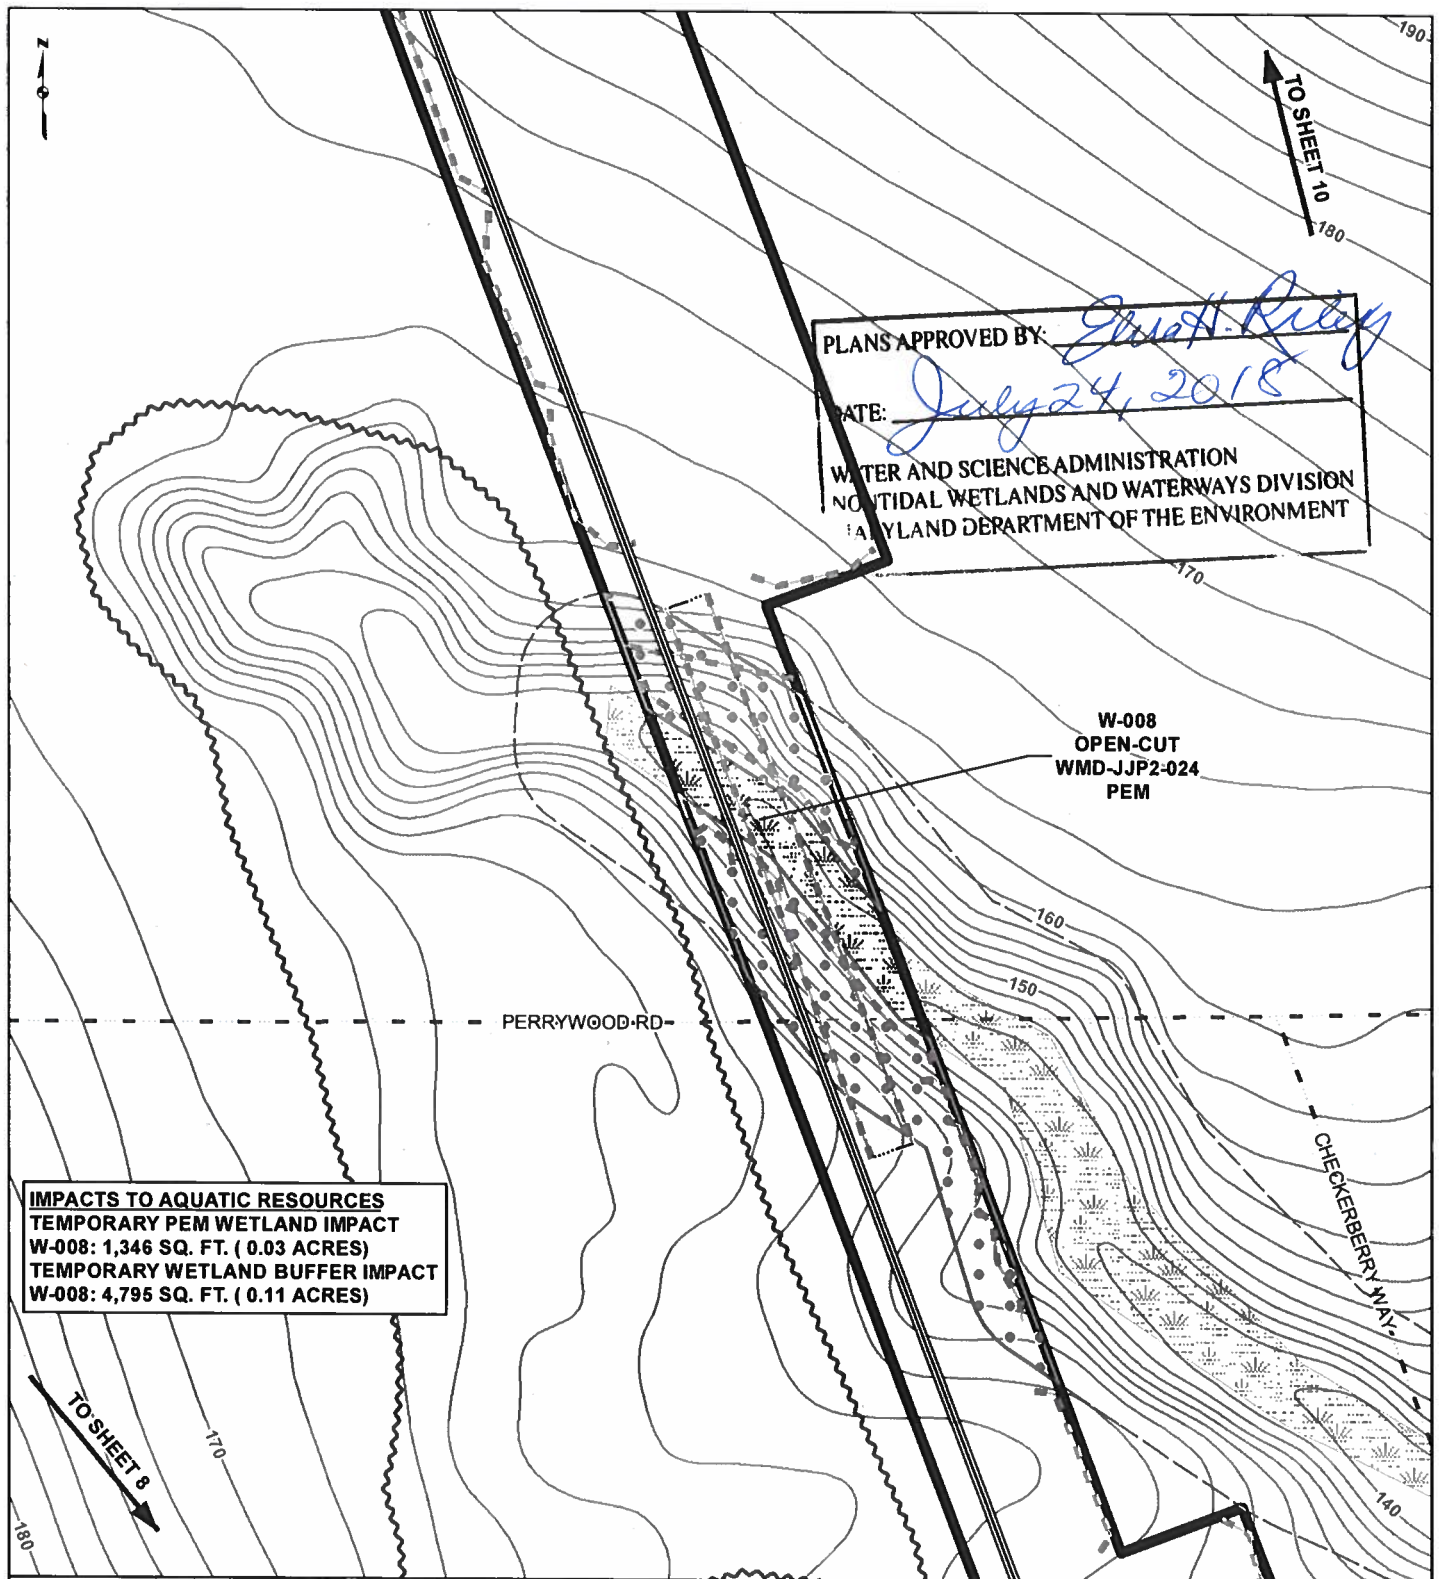 N
190
TO SHEET 10
180
PLANS APPROVED BY: Elisa H. Riley
DATE: July 24, 2018
WATER AND SCIENCE ADMINISTRATION
NONTIDAL WETLANDS AND WATERWAYS DIVISION
MARYLAND DEPARTMENT OF THE ENVIRONMENT
170
W-008
OPEN-CUT
WMD-JJP2-024
PEM
160
150
PERRYWOOD RD
CHECKERBERRY WAY
IMPACTS TO AQUATIC RESOURCES
TEMPORARY PEM WETLAND IMPACT
W-008: 1,346 SQ. FT. ( 0.03 ACRES)
TEMPORARY WETLAND BUFFER IMPACT
W-008: 4,795 SQ. FT. ( 0.11 ACRES)
TO SHEET 8
170
180
140